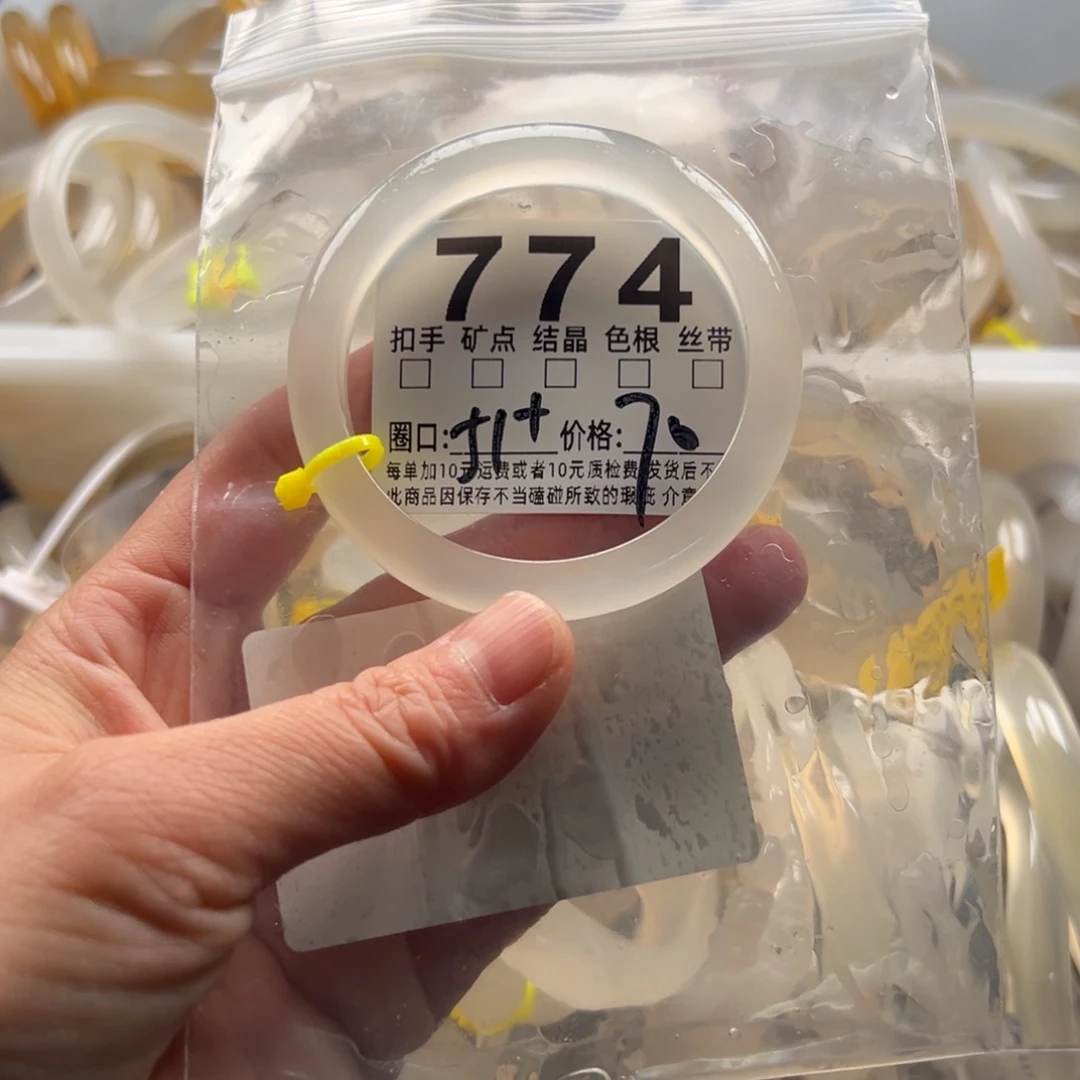 774
扣手 矿点 结晶 色根 丝带
圈口: 51+ 价格: 70
每单加10元运费或者10元质检费 发货后不
此商品因保存不当磕碰所致的瑕疵 介意